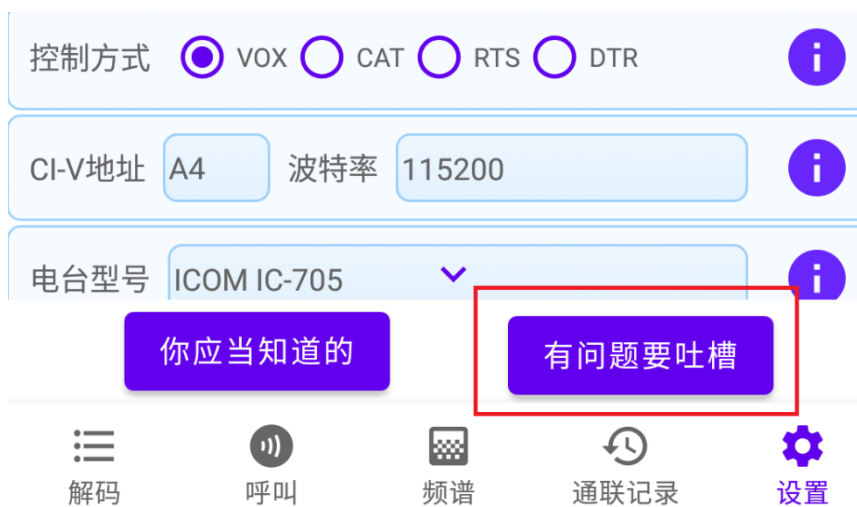 控制方式 VOX CAT RTS DTR
CI-V地址 A4 波特率 115200
电台型号 ICOM IC-705
你应当知道的 有问题要吐槽
解码 呼叫 频谱 通联记录 设置